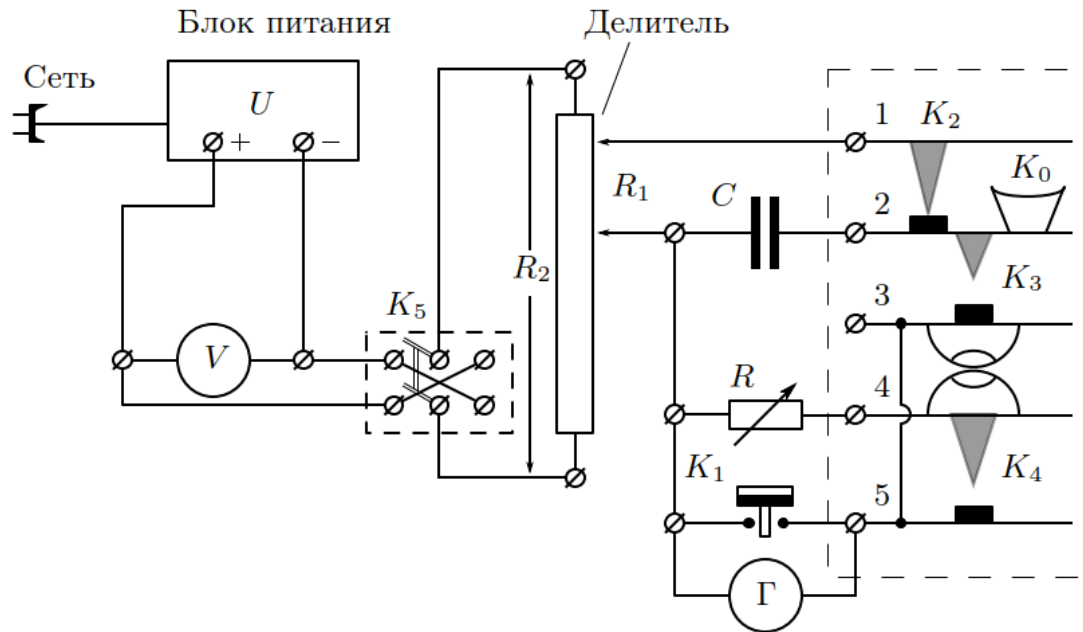 Блок питания
Делитель
Сеть
U
+
−
1
K₂
R₁
C
K₀
2
R₂
K₃
K₅
3
V
R
4
K₁
K₄
5
Г